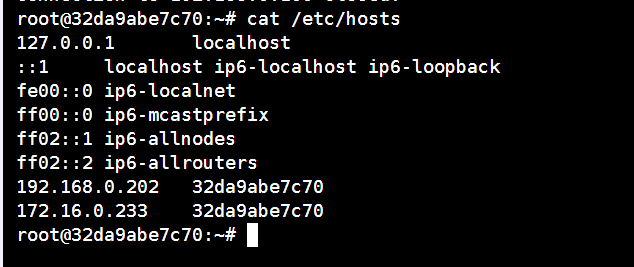 root@32da9abe7c70:~# cat /etc/hosts
127.0.0.1 localhost
::1 localhost ip6-localhost ip6-loopback
fe00::0 ip6-localnet
ff00::0 ip6-mcastprefix
ff02::1 ip6-allnodes
ff02::2 ip6-allrouters
192.168.0.202 32da9abe7c70
172.16.0.233 32da9abe7c70
root@32da9abe7c70:~#